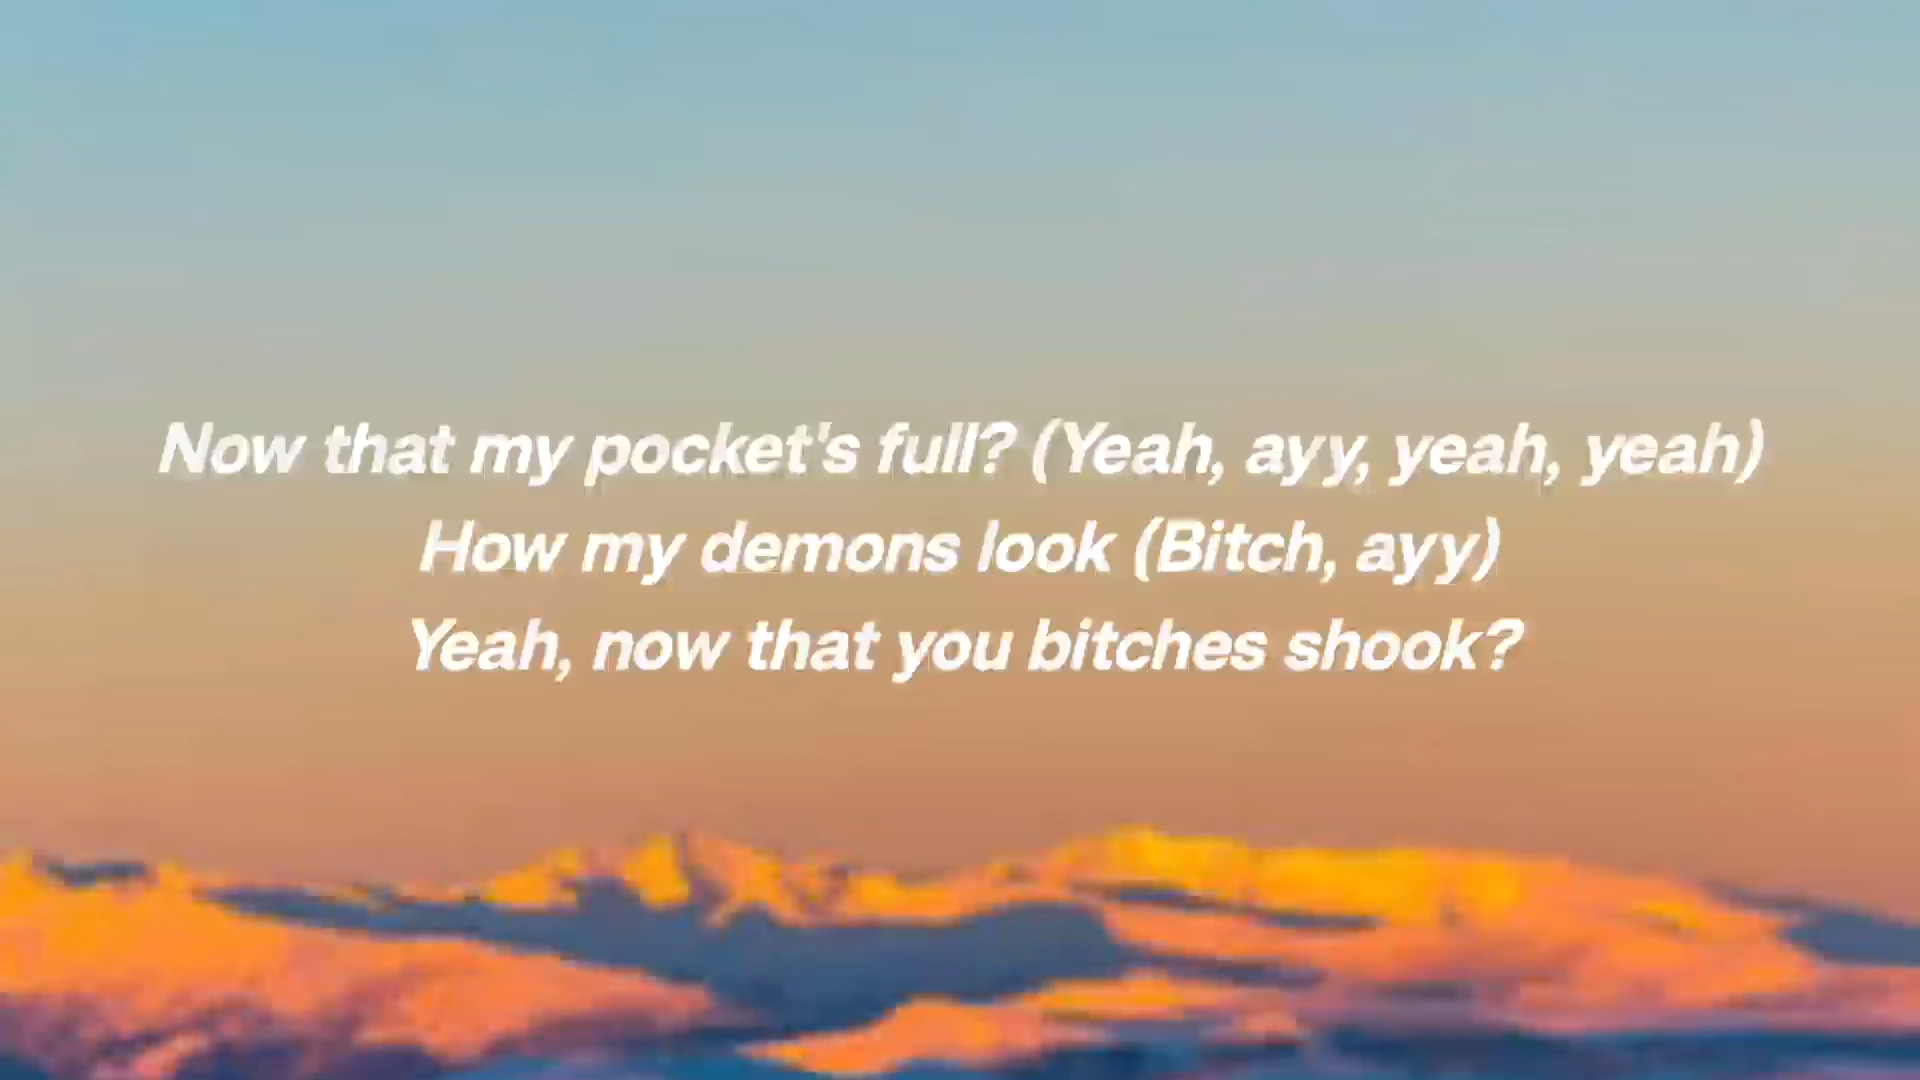 Now that my pocket's full? (Yeah, ayy, yeah, yeah)
How my demons look (Bitch, ayy)
Yeah, now that you bitches shook?